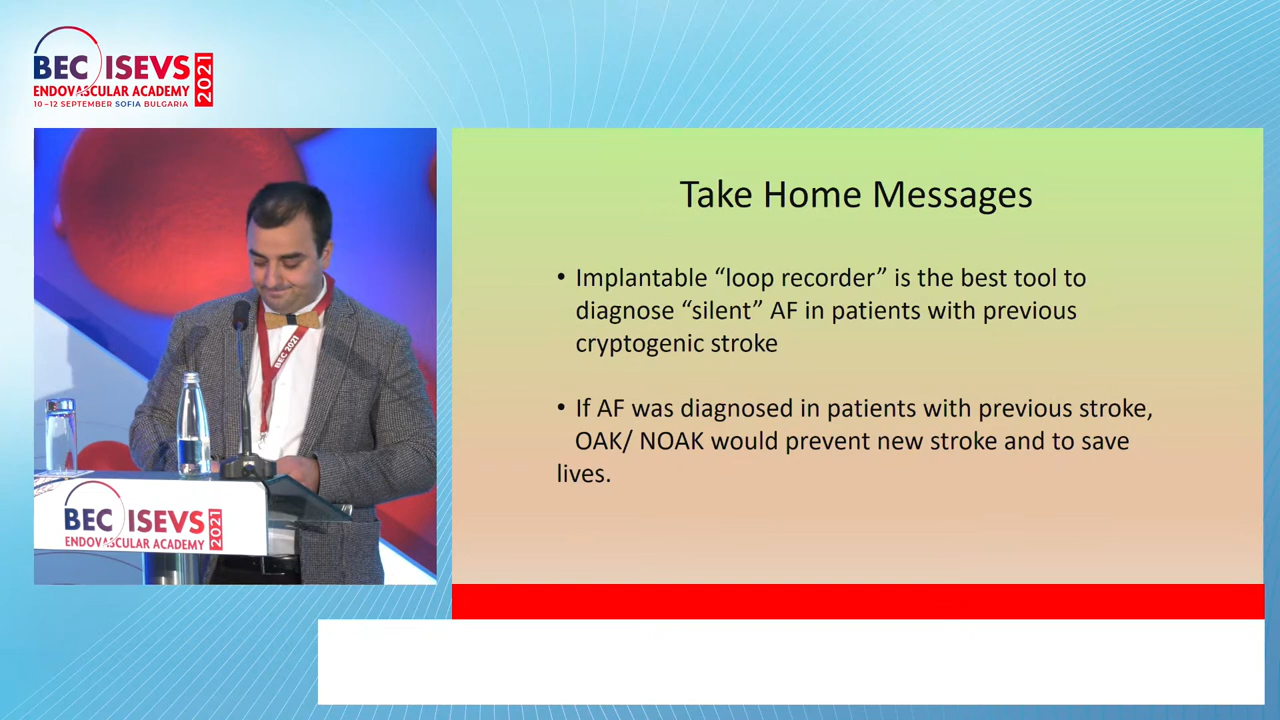 BEC ISEVS
ENDOVASCULAR ACADEMY
2021
10–12 SEPTEMBER SOFIA BULGARIA
BEC 2021
BEC ISEVS
ENDOVASCULAR ACADEMY
2021
Take Home Messages
• Implantable “loop recorder” is the best tool to
diagnose “silent” AF in patients with previous
cryptogenic stroke
• If AF was diagnosed in patients with previous stroke,
OAK/ NOAK would prevent new stroke and to save
lives.